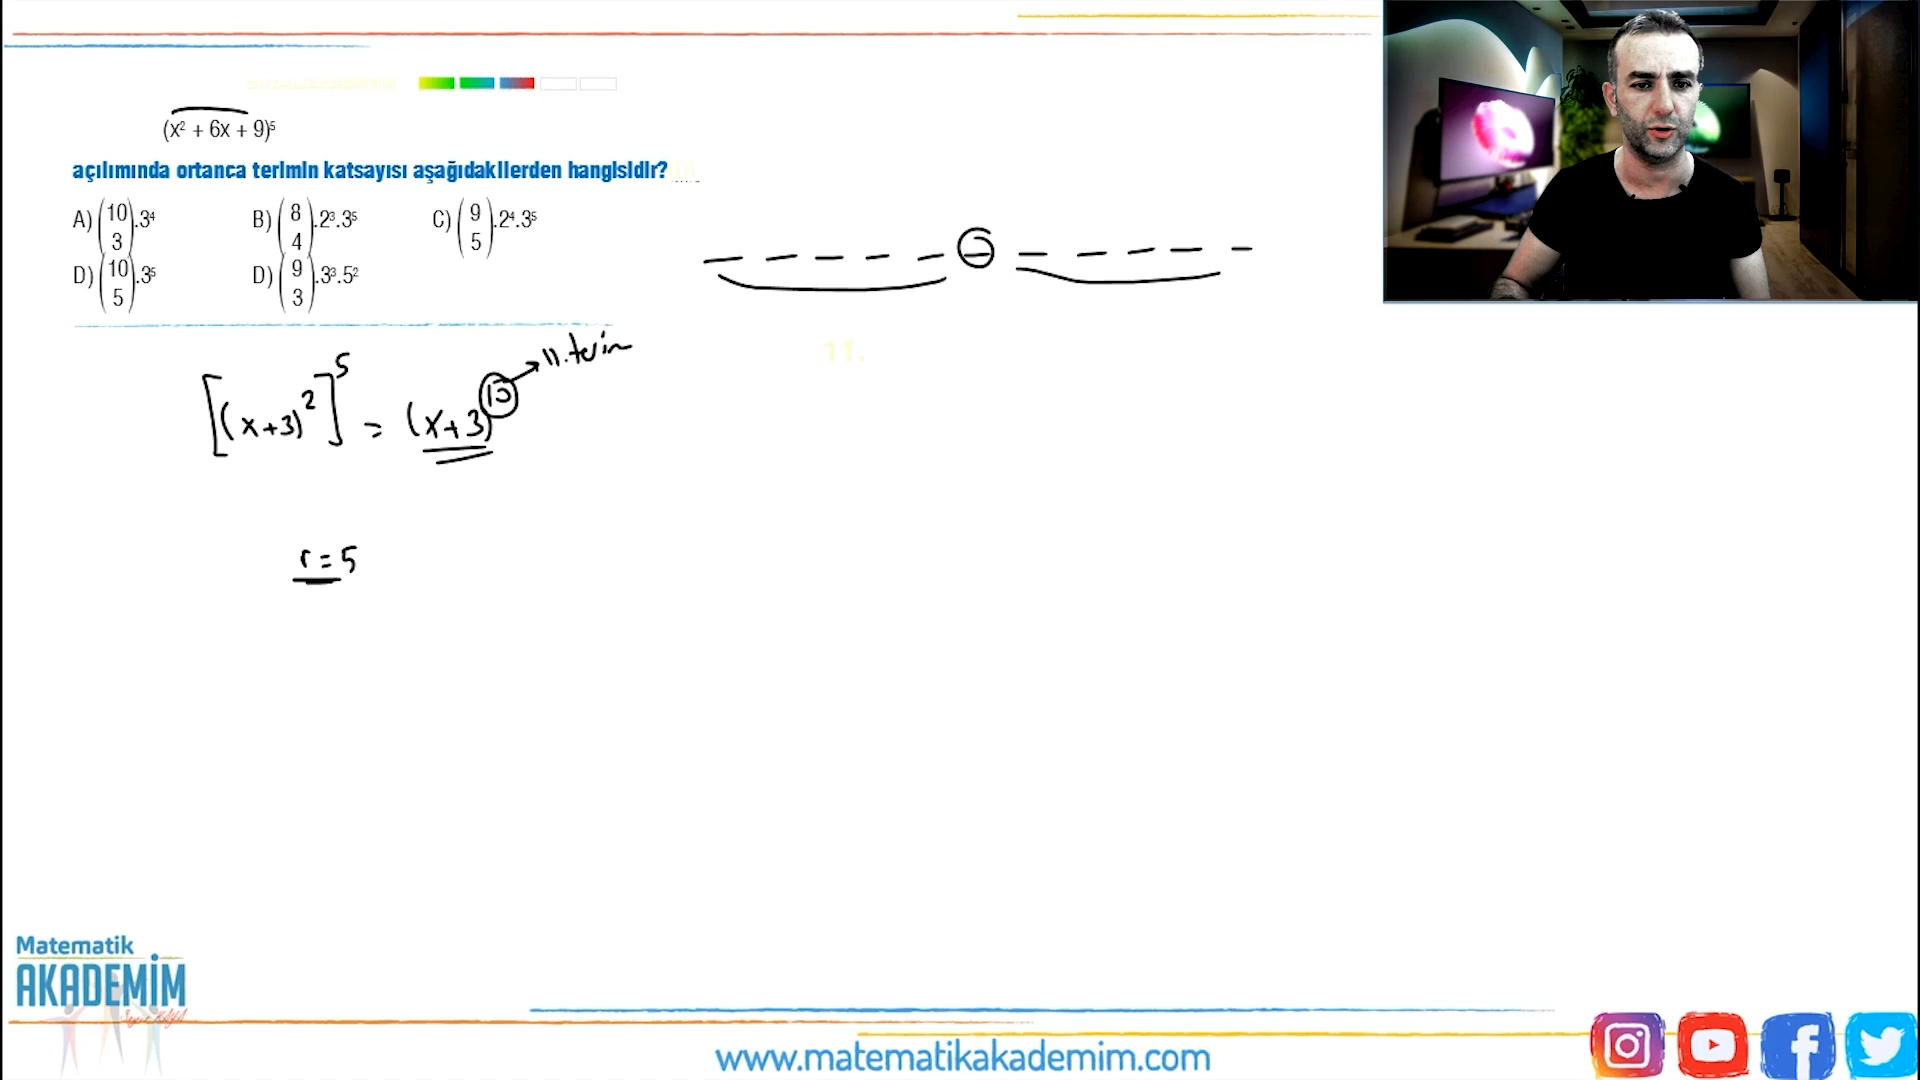 (x² + 6x + 9)⁵
açılımında ortanca terimin katsayısı aşağıdakilerden hangisidir?
A) (10 3).3⁴ B) (8 4).2³.3⁵ C) (9 5).2⁴.3⁵
D) (10 5).3⁵ D) (9 3).3³.5²
[(x+3)²]⁵ = (x+3)¹⁰ → 11.terim
11.
r = 5
Matematik
AKADEMİM
www.matematikakademim.com